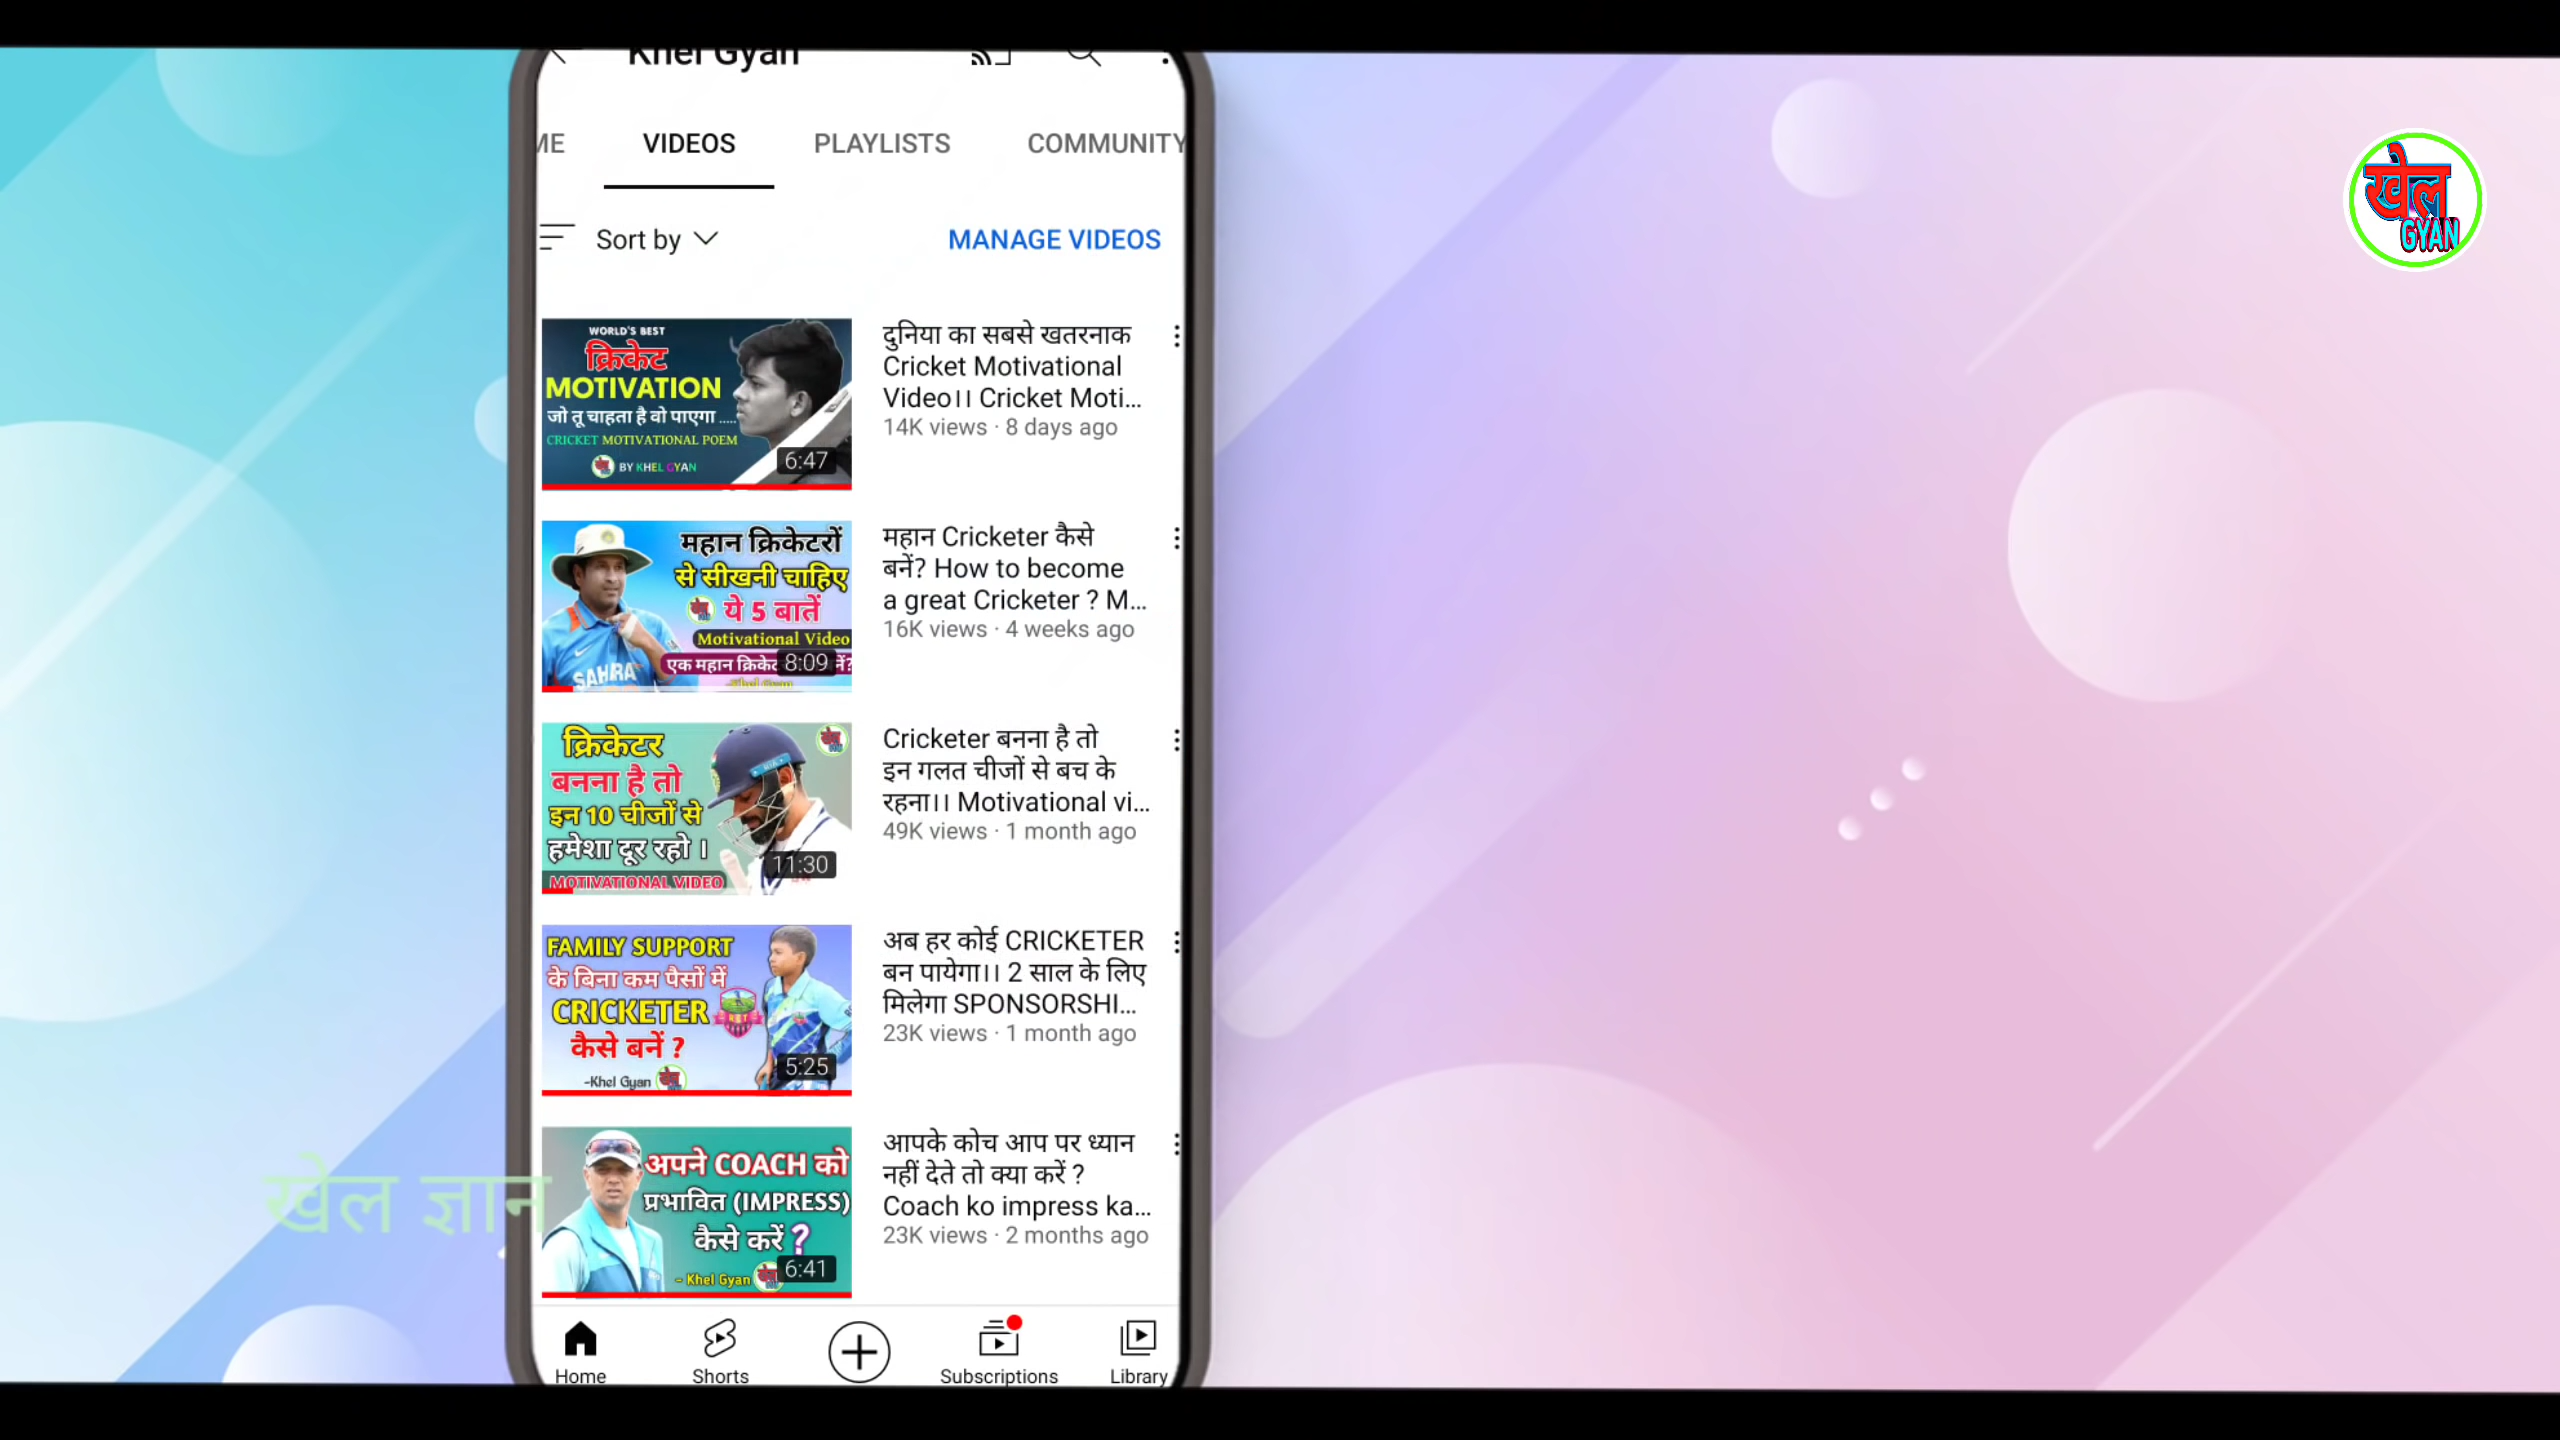 Khel Gyan
ME VIDEOS PLAYLISTS COMMUNITY
Sort by MANAGE VIDEOS
खेल
GYAN
WORLD'S BEST
क्रिकेट
MOTIVATION
जो तू चाहता है वो पाएगा .....
CRICKET MOTIVATIONAL POEM
BY KHEL GYAN
6:47
दुनिया का सबसे खतरनाक
Cricket Motivational
Video।। Cricket Moti...
14K views · 8 days ago
महान क्रिकेटरों
से सीखनी चाहिए
ये 5 बातें
Motivational Video
एक महान
8:09
SAHRA
महान Cricketer कैसे
बनें? How to become
a great Cricketer ? M...
16K views · 4 weeks ago
क्रिकेटर
बनना है तो
इन 10 चीजों से
हमेशा दूर रहो ।
MOTIVATIONAL VIDEO
11:30
Cricketer बनना है तो
इन गलत चीजों से बच के
रहना।। Motivational vi...
49K views · 1 month ago
FAMILY SUPPORT
के बिना कम पैसों में
CRICKETER
कैसे बनें ?
-Khel Gyan
5:25
अब हर कोई CRICKETER
बन पायेगा।। 2 साल के लिए
मिलेगा SPONSORSHI...
23K views · 1 month ago
अपने COACH को
प्रभावित (IMPRESS)
कैसे करें ?
- Khel Gyan
6:41
आपके कोच आप पर ध्यान
नहीं देते तो क्या करें ?
Coach ko impress ka...
23K views · 2 months ago
खेल ज्ञान
Home Shorts Subscriptions Library